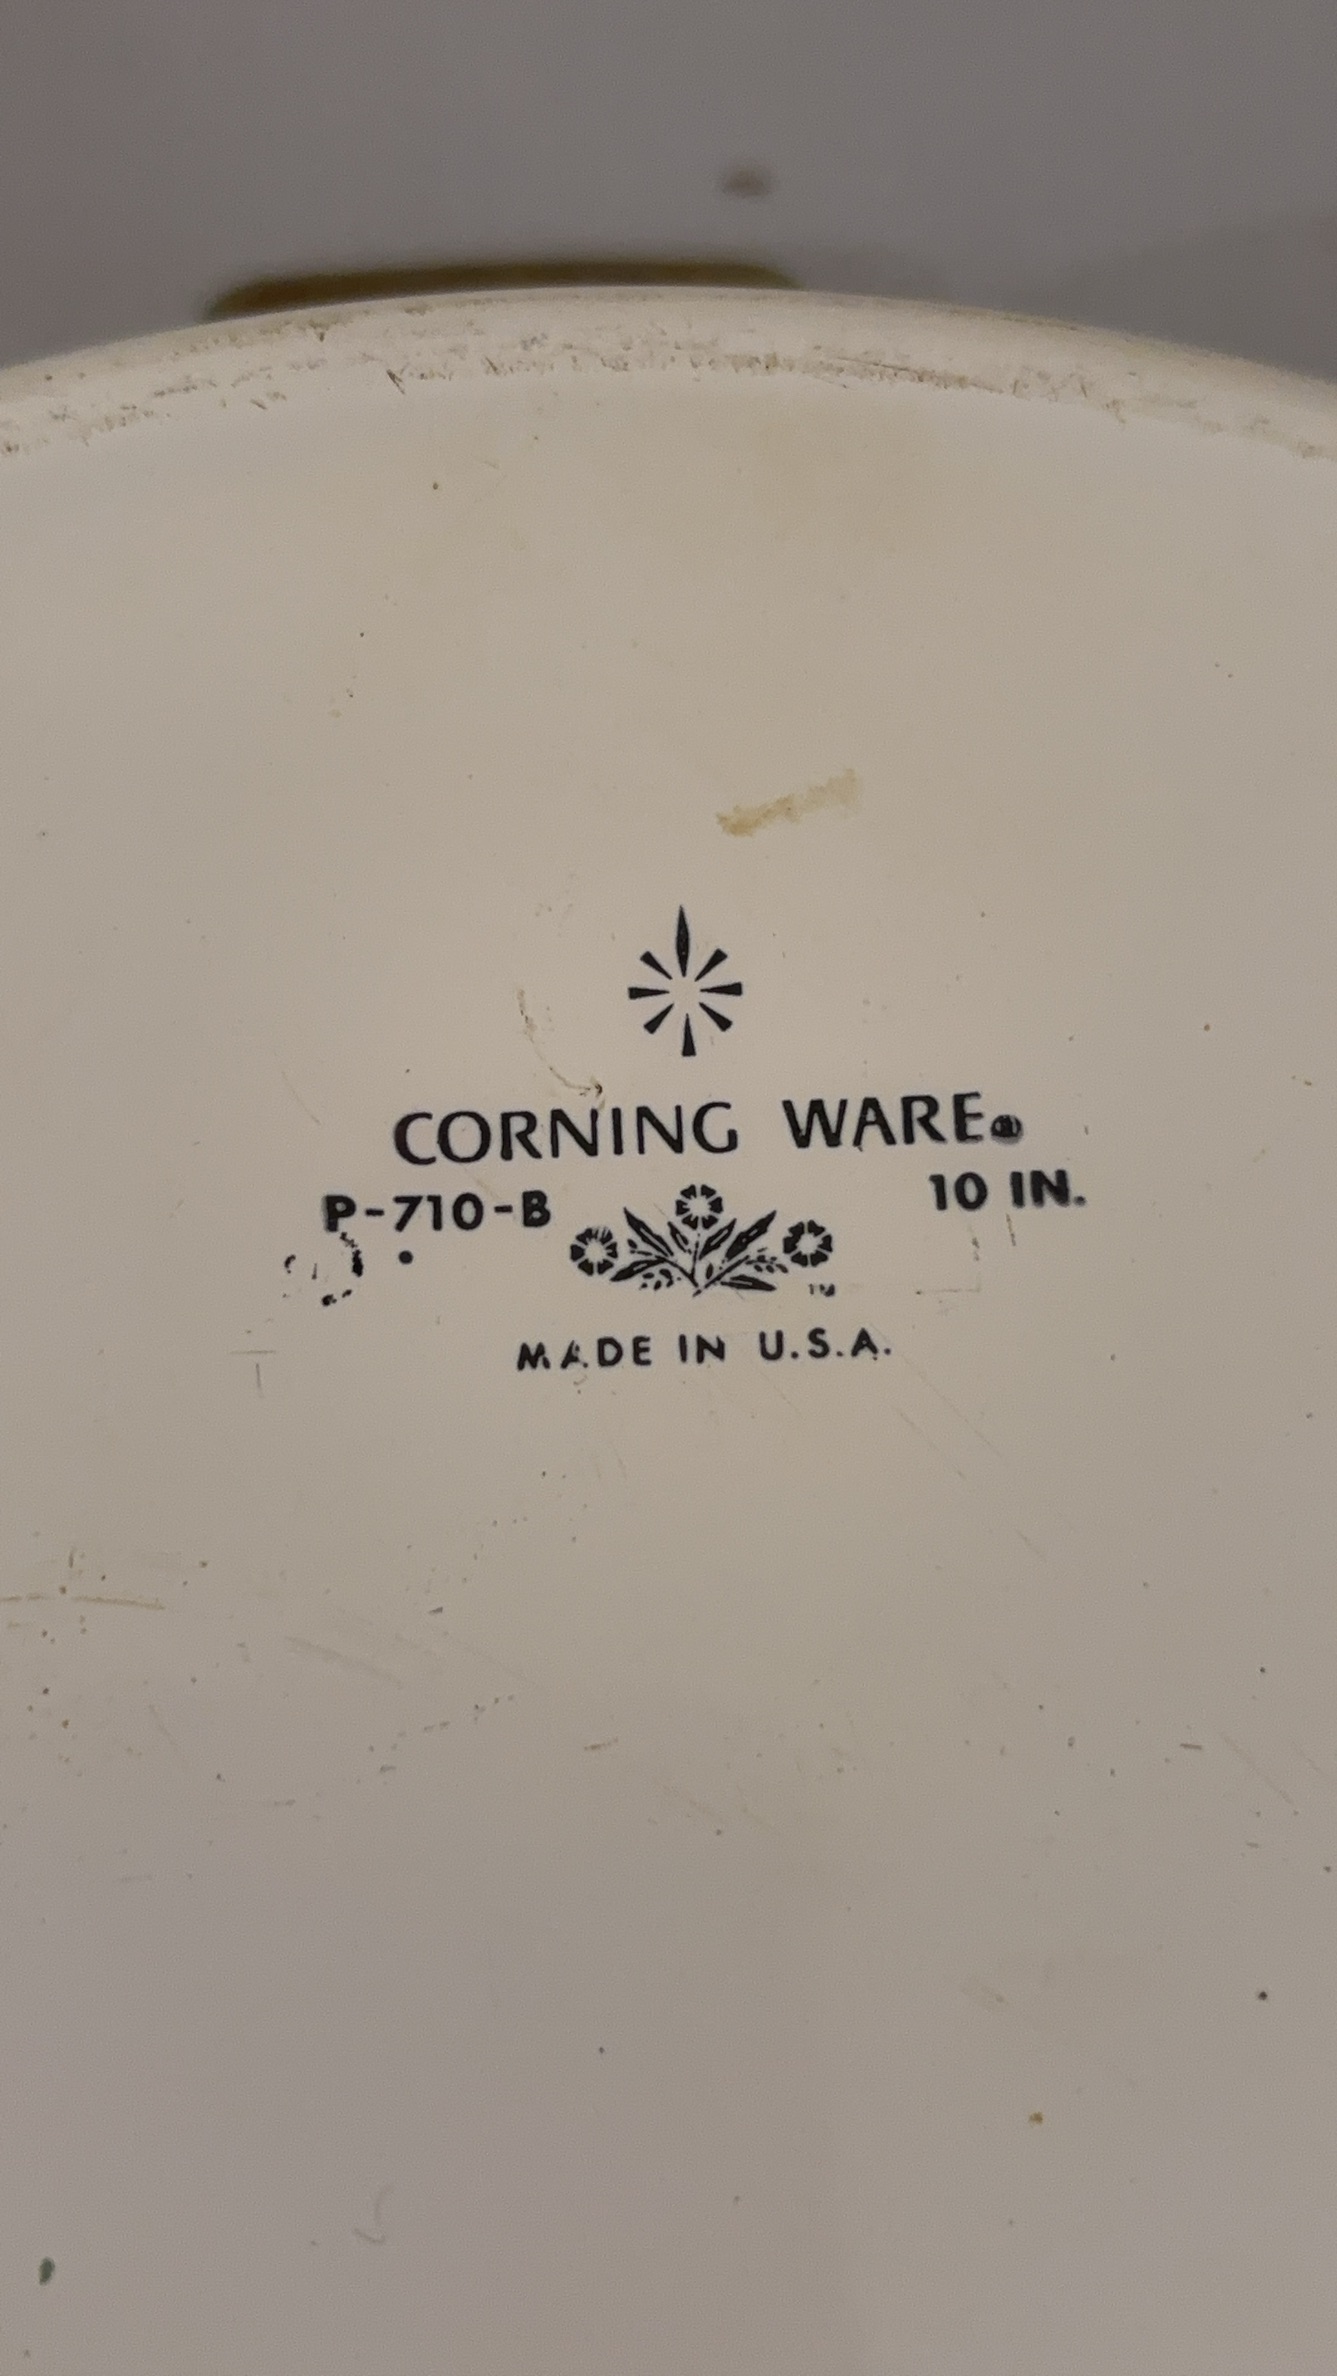 CORNING WARE®
P-710-B 10 IN.
TM
MADE IN U.S.A.